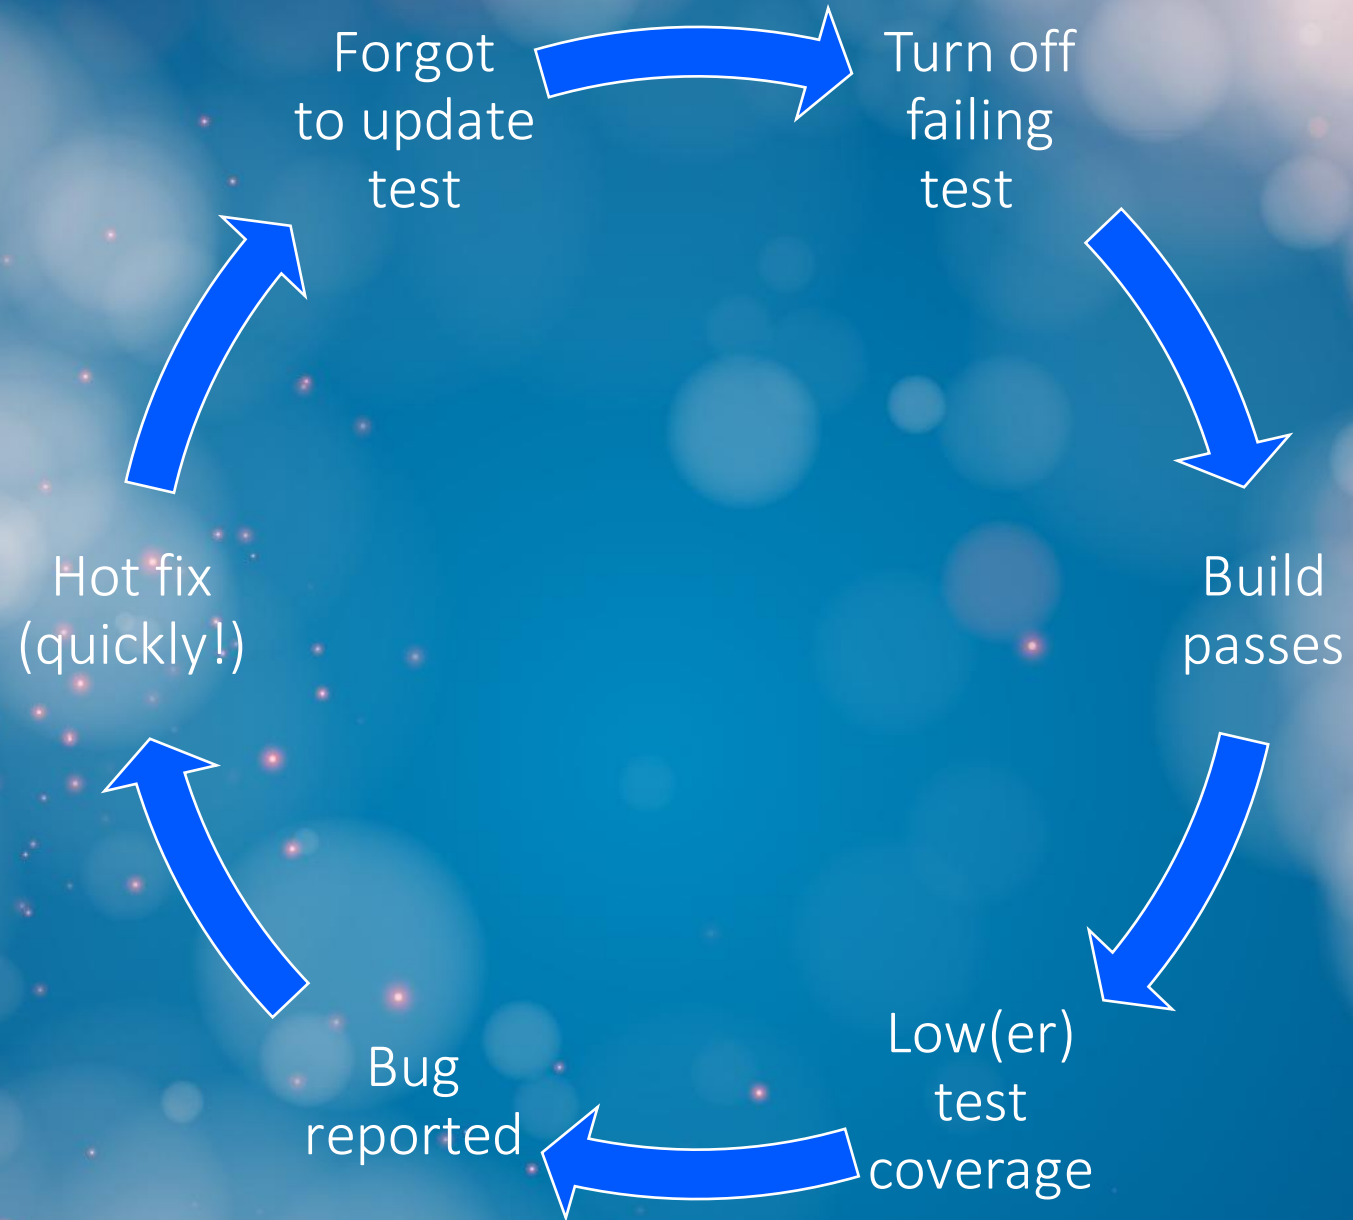 Forgot
to update
test
Turn off
failing
test
Build
passes
Low(er)
test
coverage
Bug
reported
Hot fix
(quickly!)